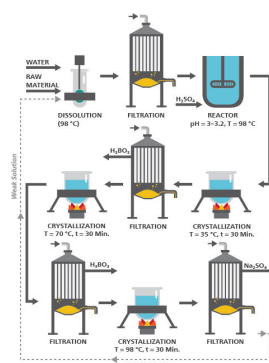 WATER
RAW
MATERIAL
DISSOLUTION
(98 °C)
FILTRATION
H₂SO₄
REACTOR
pH = 3–3.2, T = 98 °C
Weak Solution
H₃BO₃
CRYSTALLIZATION
T = 70 °C, t = 30 Min.
FILTRATION
CRYSTALLIZATION
T = 35 °C, t = 30 Min.
H₃BO₃
FILTRATION
CRYSTALLIZATION
T = 98 °C, t = 30 Min.
Na₂SO₄
FILTRATION